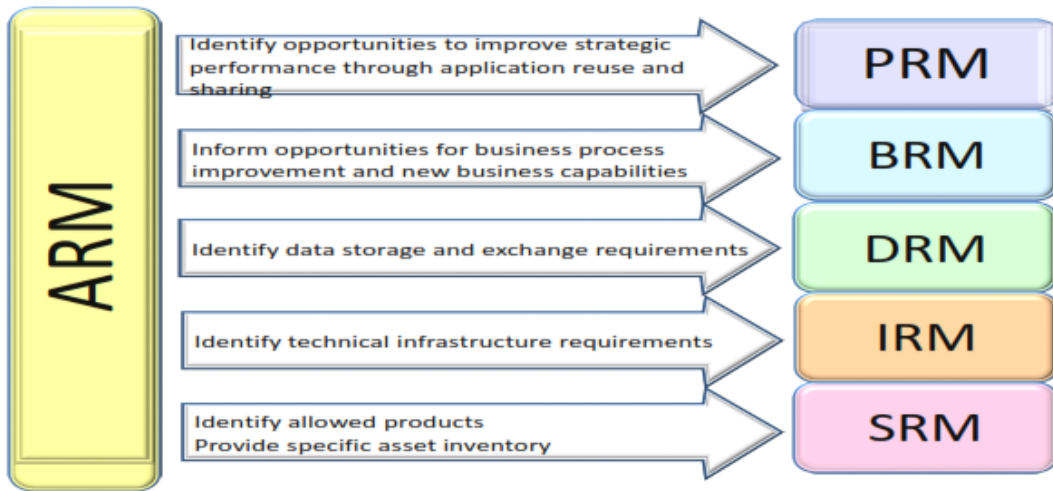 ARM
Identify opportunities to improve strategic
performance through application reuse and
sharing
PRM
Inform opportunities for business process
improvement and new business capabilities
BRM
Identify data storage and exchange requirements
DRM
Identify technical infrastructure requirements
IRM
Identify allowed products
Provide specific asset inventory
SRM